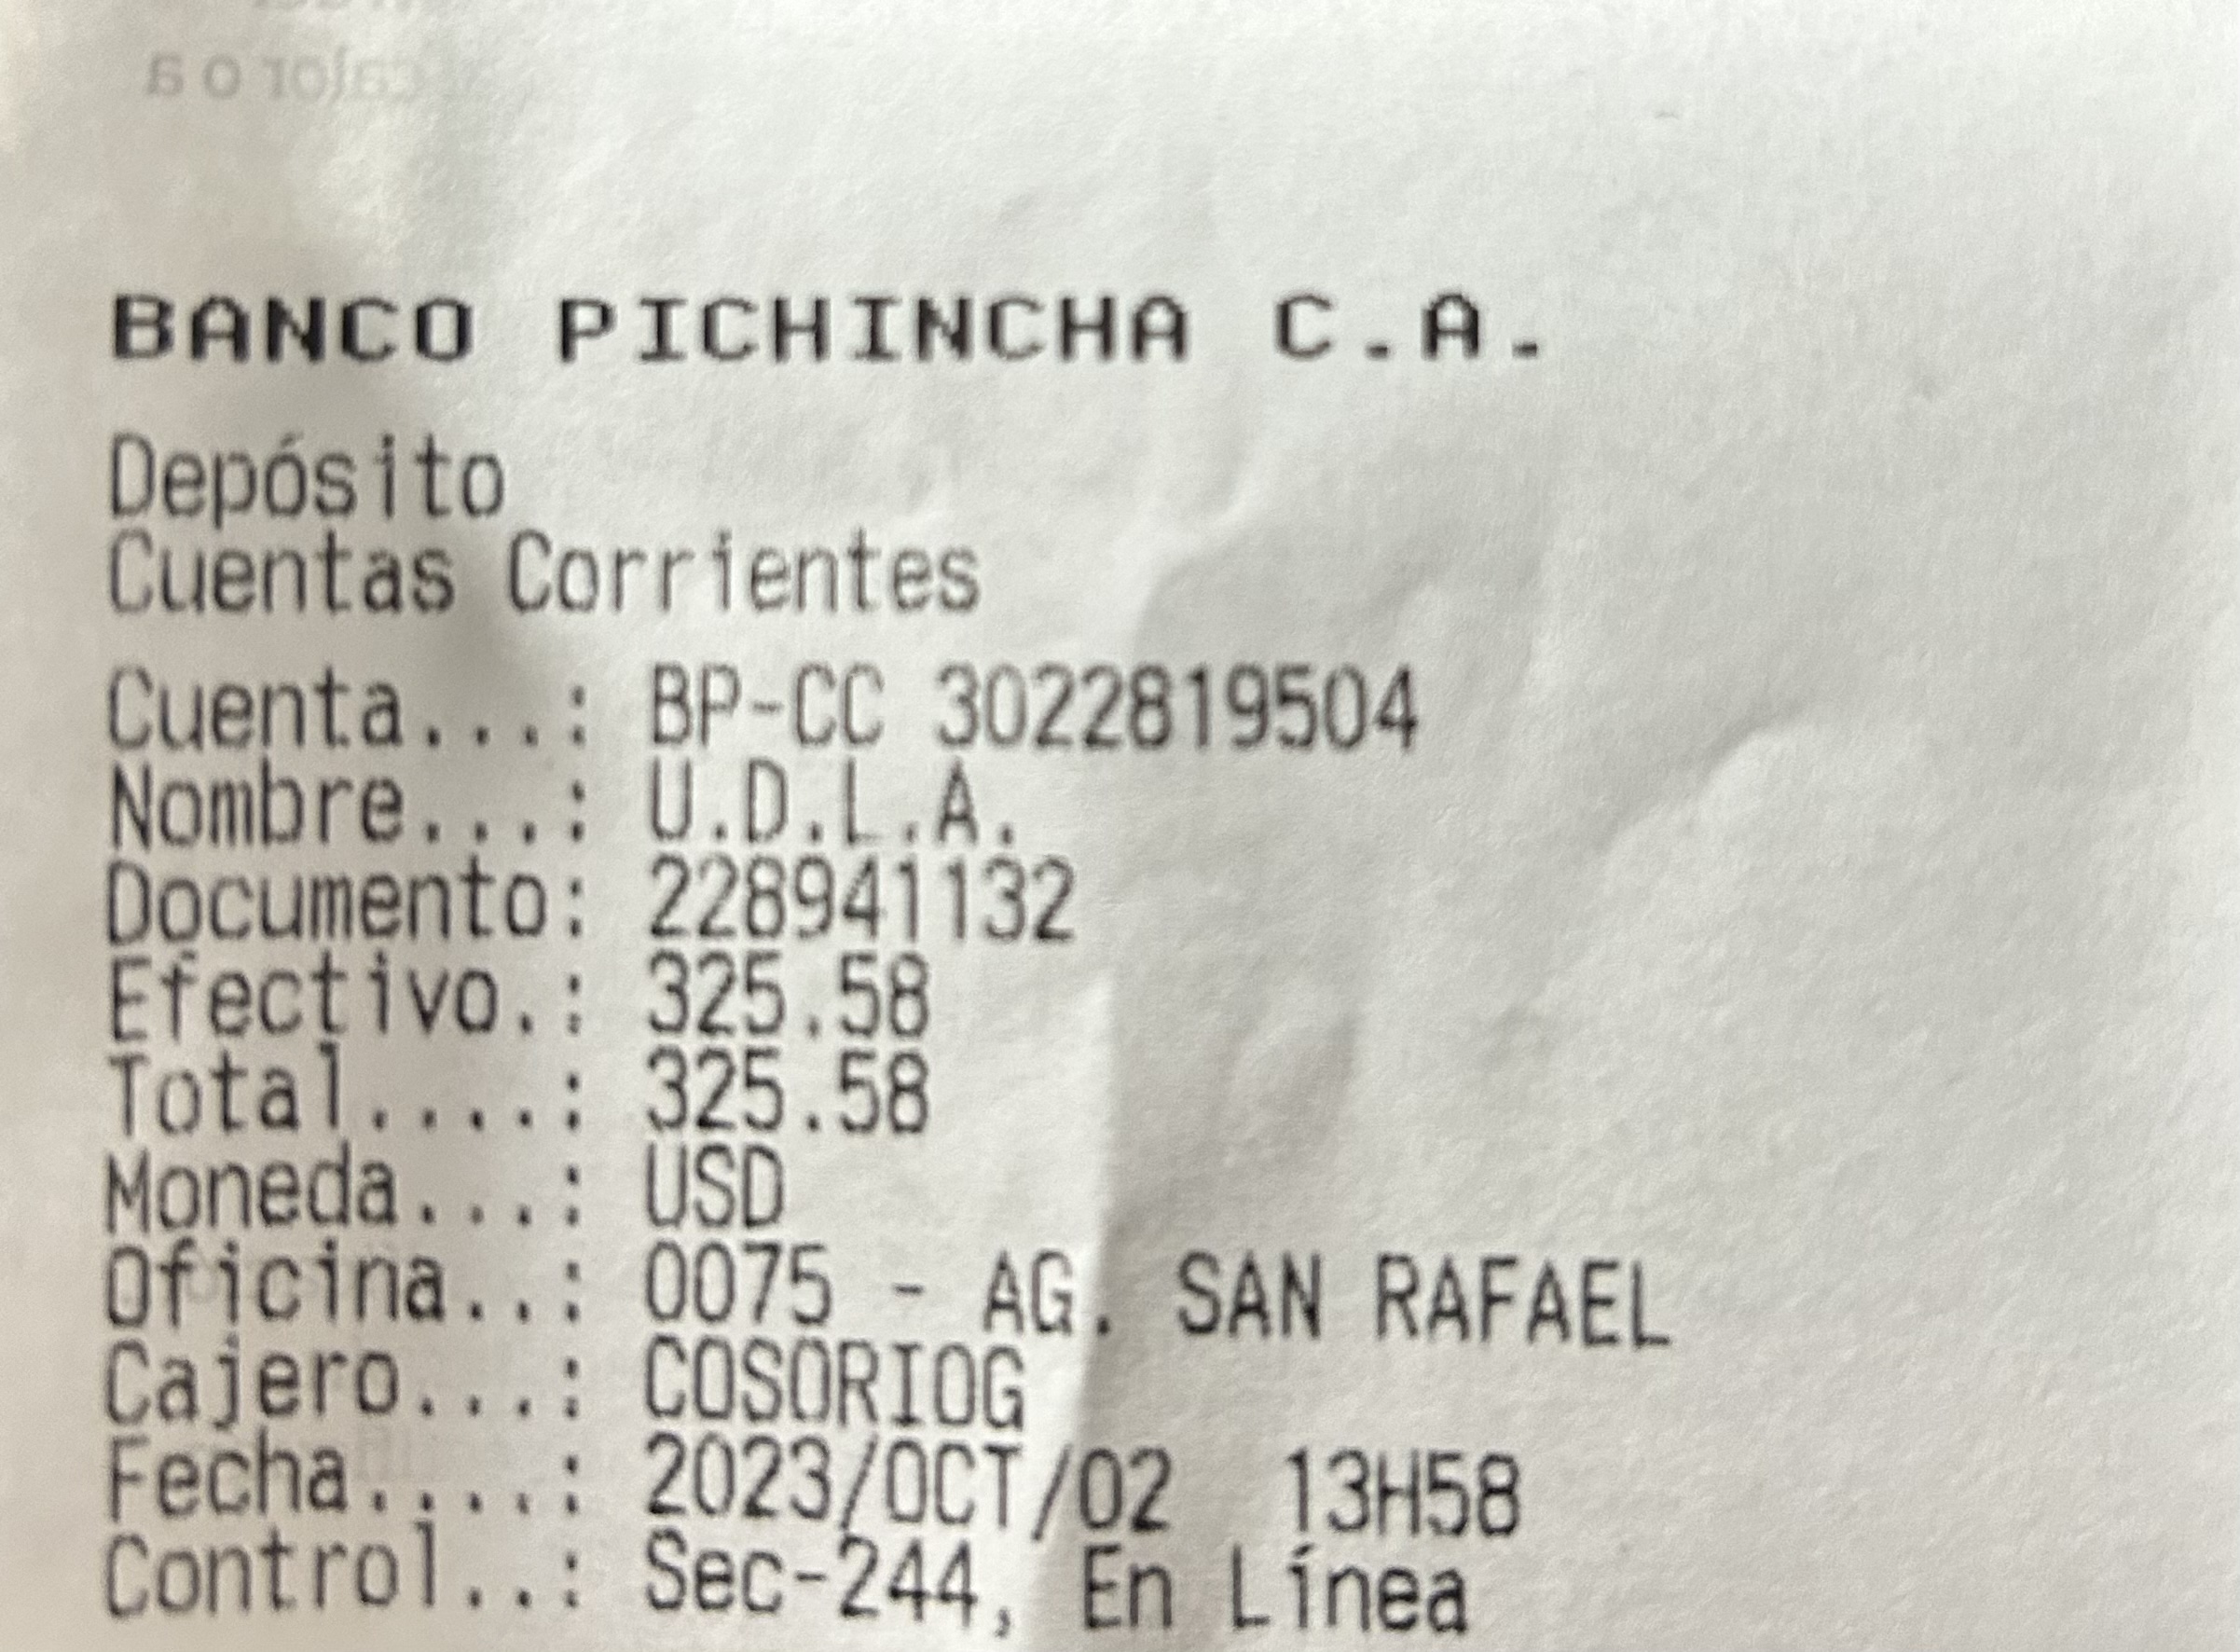 calor o a
BANCO PICHINCHA C.A.
Depósito
Cuentas Corrientes
Cuenta...: BP-CC 3022819504
Nombre...: U.D.L.A.
Documento: 228941132
Efectivo.: 325.58
Total....: 325.58
Moneda...: USD
Oficina..: 0075 - AG. SAN RAFAEL
Cajero...: COSORIOG
Fecha....: 2023/OCT/02  13H58
Control..: Sec-244, En Línea